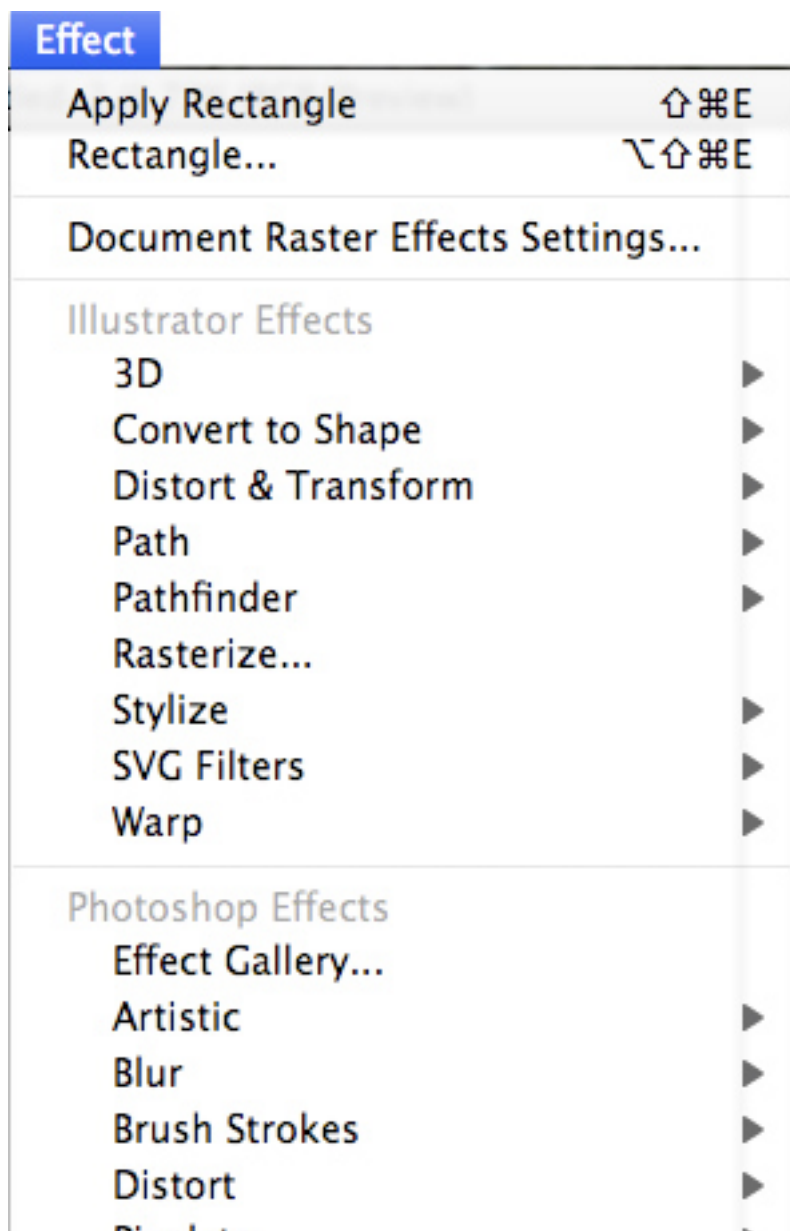 Effect
Apply Rectangle ⇧⌘E
Rectangle... ⌥⇧⌘E
Document Raster Effects Settings...
Illustrator Effects
3D
Convert to Shape
Distort & Transform
Path
Pathfinder
Rasterize...
Stylize
SVG Filters
Warp
Photoshop Effects
Effect Gallery...
Artistic
Blur
Brush Strokes
Distort